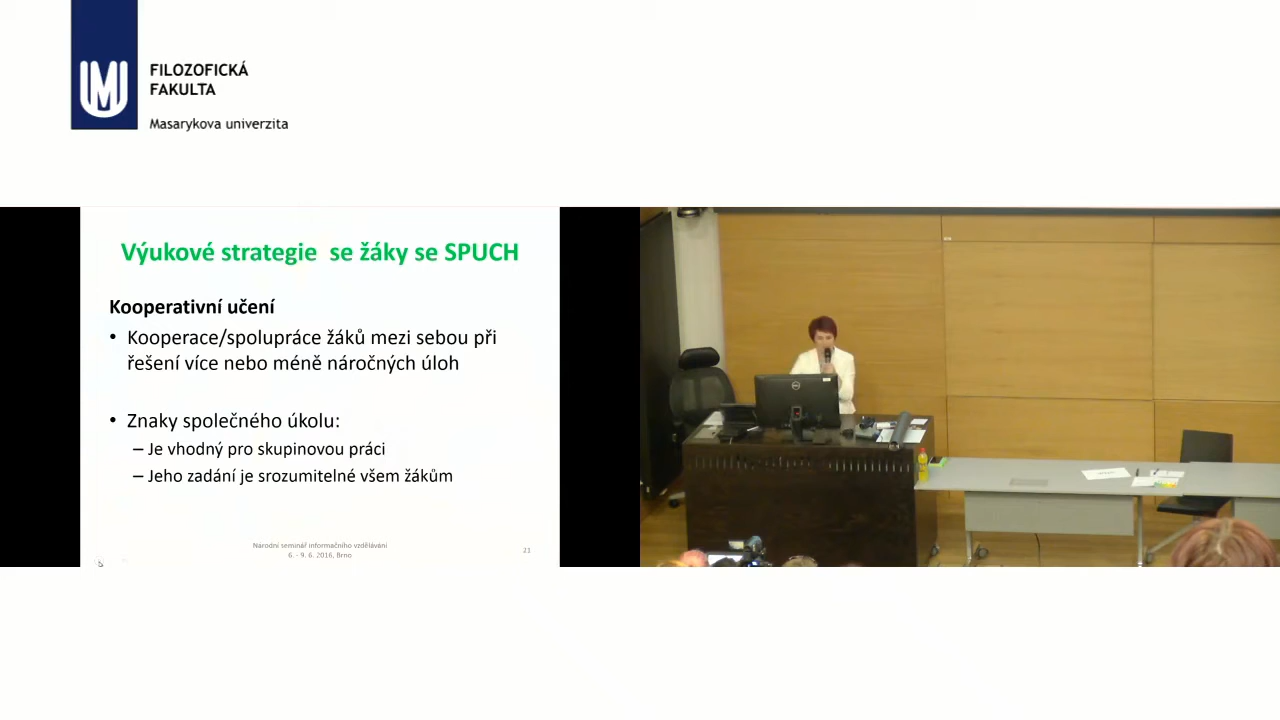 FILOZOFICKÁ
FAKULTA
Masarykova univerzita
Výukové strategie se žáky se SPUCH
Kooperativní učení
• Kooperace/spolupráce žáků mezi sebou při
řešení více nebo méně náročných úloh
• Znaky společného úkolu:
– Je vhodný pro skupinovou práci
– Jeho zadání je srozumitelné všem žákům
Narodní seminář informačního vzdělávání
6. - 9. 6. 2016, Brno
21